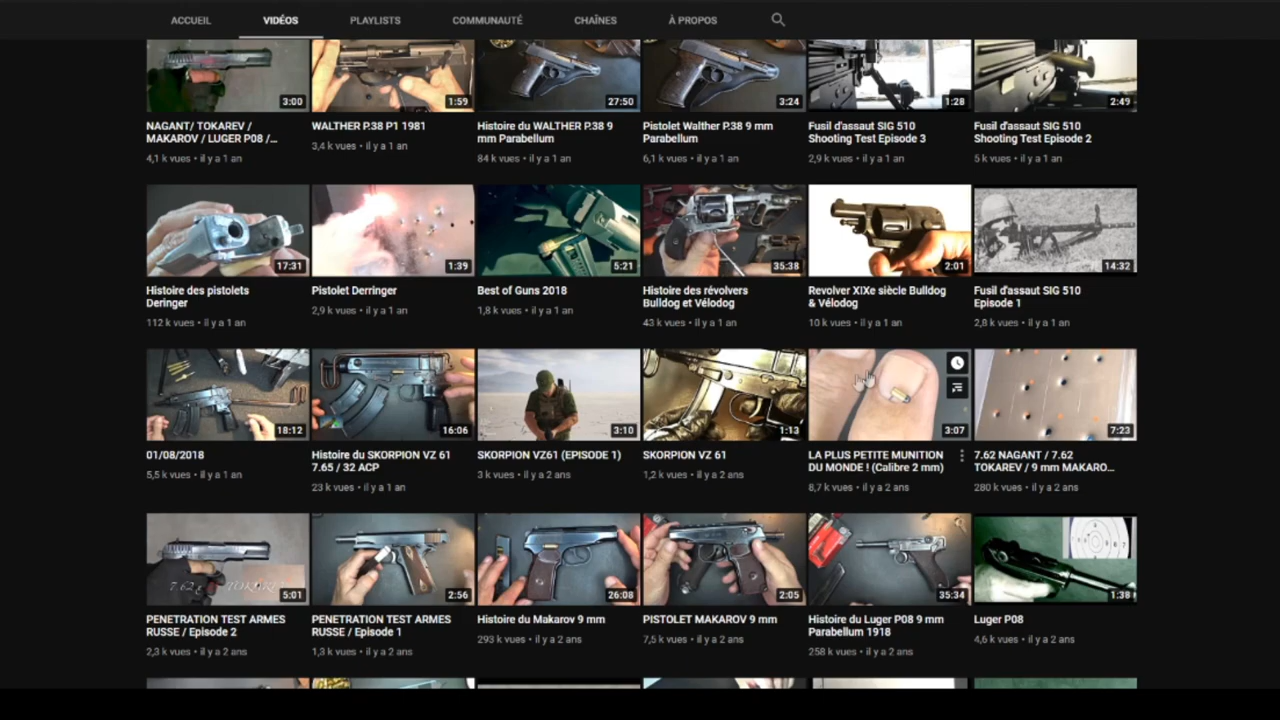 ACCUEIL VIDÉOS PLAYLISTS COMMUNAUTÉ CHAÎNES À PROPOS
3:00 1:59 27:50 3:24 1:28 2:49
NAGANT/ TOKAREV /
MAKAROV / LUGER P08 /...
4,1 k vues • il y a 1 an
WALTHER P.38 P1 1981
3,4 k vues • il y a 1 an
Histoire du WALTHER P.38 9
mm Parabellum
84 k vues • il y a 1 an
Pistolet Walther P.38 9 mm
Parabellum
6,1 k vues • il y a 1 an
Fusil d'assaut SIG 510
Shooting Test Episode 3
2,9 k vues • il y a 1 an
Fusil d'assaut SIG 510
Shooting Test Episode 2
5 k vues • il y a 1 an
17:31 1:39 5:21 35:38 2:01 14:32
Histoire des pistolets
Deringer
112 k vues • il y a 1 an
Pistolet Derringer
2,9 k vues • il y a 1 an
Best of Guns 2018
1,8 k vues • il y a 1 an
Histoire des révolvers
Bulldog et Vélodog
43 k vues • il y a 1 an
Revolver XIXe siècle Bulldog
& Vélodog
10 k vues • il y a 1 an
Fusil d'assaut SIG 510
Episode 1
2,8 k vues • il y a 1 an
18:12 16:06 3:10 1:13 3:07 7:23
01/08/2018
5,5 k vues • il y a 1 an
Histoire du SKORPION VZ 61
7.65 / 32 ACP
23 k vues • il y a 1 an
SKORPION VZ61 (EPISODE 1)
3 k vues • il y a 2 ans
SKORPION VZ 61
1,2 k vues • il y a 2 ans
LA PLUS PETITE MUNITION
DU MONDE ! (Calibre 2 mm)
8,7 k vues • il y a 2 ans
7.62 NAGANT / 7.62
TOKAREV / 9 mm MAKARO...
280 k vues • il y a 2 ans
5:01 2:56 26:08 2:05 35:34 1:38
PENETRATION TEST ARMES
RUSSE / Episode 2
2,3 k vues • il y a 2 ans
PENETRATION TEST ARMES
RUSSE / Episode 1
1,3 k vues • il y a 2 ans
Histoire du Makarov 9 mm
293 k vues • il y a 2 ans
PISTOLET MAKAROV 9 mm
7,5 k vues • il y a 2 ans
Histoire du Luger P08 9 mm
Parabellum 1918
258 k vues • il y a 2 ans
Luger P08
4,6 k vues • il y a 2 ans